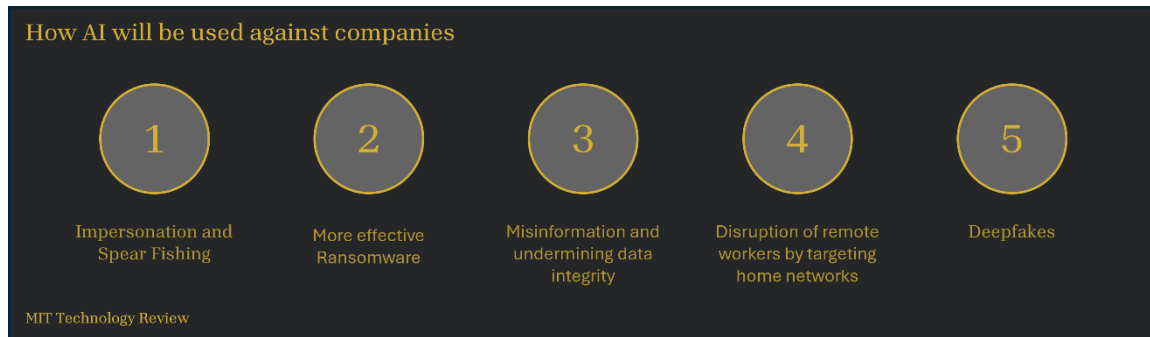 How AI will be used against companies
1
2
3
4
5
Impersonation and
Spear Fishing
More effective
Ransomware
Misinformation and
undermining data
integrity
Disruption of remote
workers by targeting
home networks
Deepfakes
MIT Technology Review